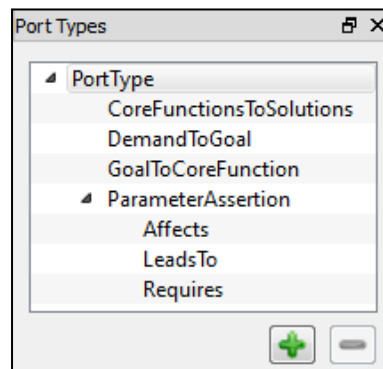 Port Types
PortType
CoreFunctionsToSolutions
DemandToGoal
GoalToCoreFunction
ParameterAssertion
Affects
LeadsTo
Requires